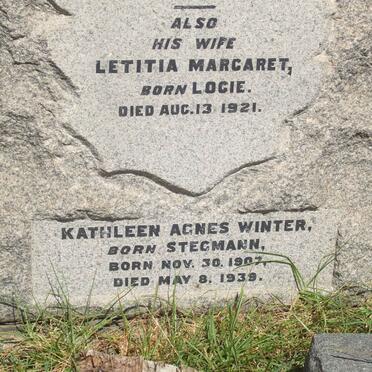 ALSO
HIS WIFE
LETITIA MARGARET,
BORN LOGIE.
DIED AUG. 13 1921.
KATHLEEN AGNES WINTER,
BORN STEGMANN,
BORN NOV. 30. 1907,
DIED MAY 8. 1939.